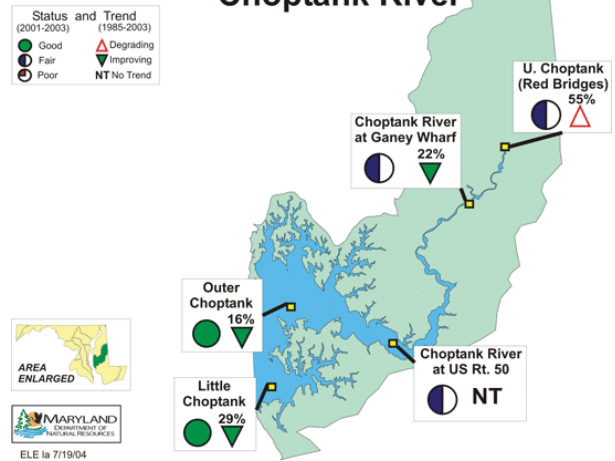 Choptank River
Status and Trend
(2001-2003) (1985-2003)
Good
Fair
Poor
Degrading
Improving
NT No Trend
U. Choptank
(Red Bridges)
55%
Choptank River
at Ganey Wharf
22%
Outer
Choptank
16%
Choptank River
at US Rt. 50
NT
Little
Choptank
29%
AREA
ENLARGED
MARYLAND
DEPARTMENT OF
NATURAL RESOURCES
ELE la 7/19/04